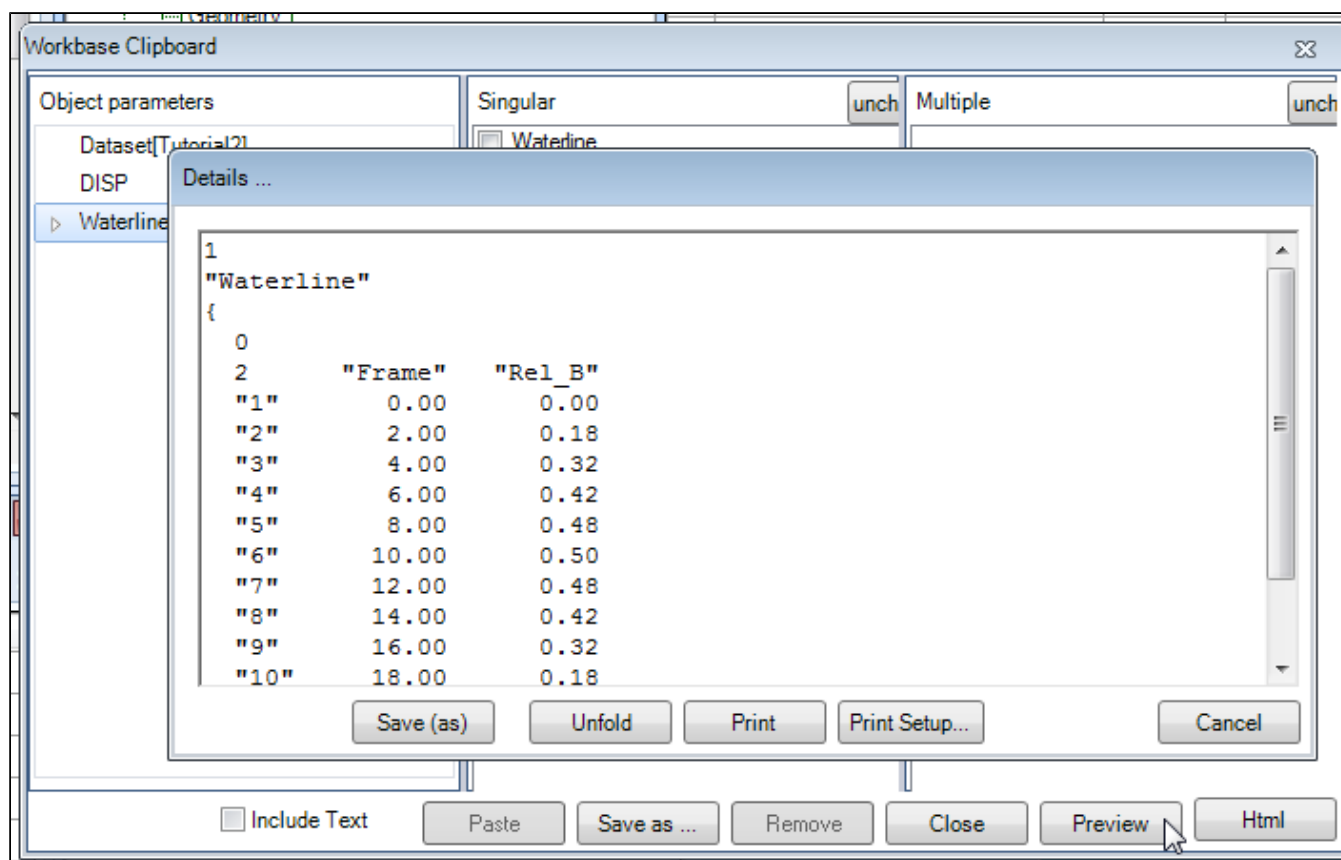 Geometry
Workbase Clipboard
Object parameters
Singular
unch
Multiple
unch
Dataset[Tutorial2]
Waterline
DISP
Waterline
Details ...
1
"Waterline"
{
0
2 "Frame" "Rel_B"
"1" 0.00 0.00
"2" 2.00 0.18
"3" 4.00 0.32
"4" 6.00 0.42
"5" 8.00 0.48
"6" 10.00 0.50
"7" 12.00 0.48
"8" 14.00 0.42
"9" 16.00 0.32
"10" 18.00 0.18
Save (as)
Unfold
Print
Print Setup...
Cancel
Include Text
Paste
Save as ...
Remove
Close
Preview
Html